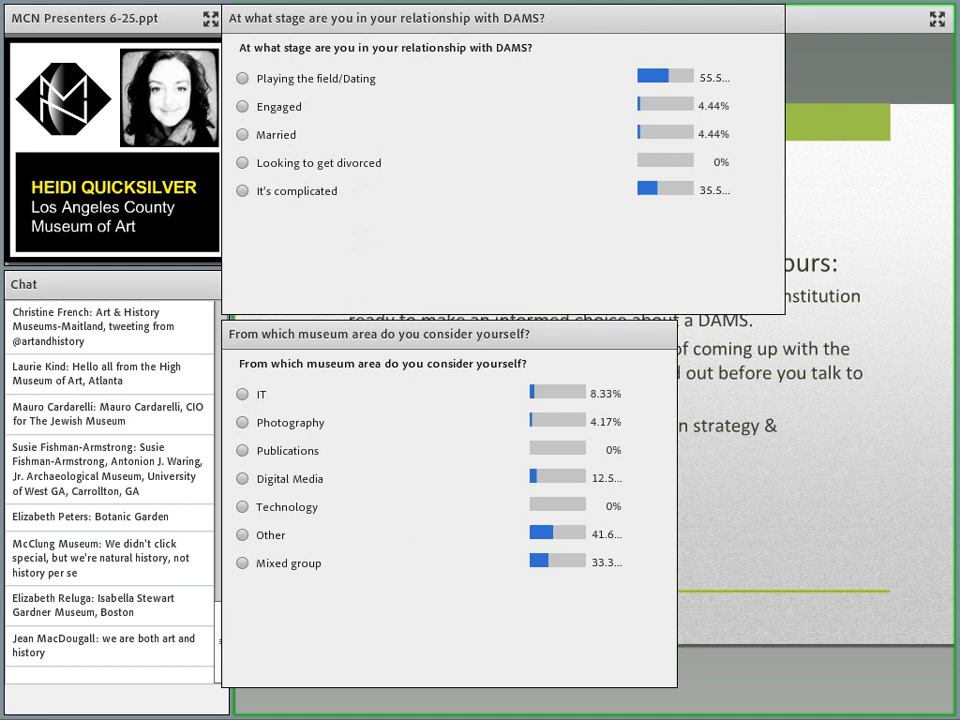 MCN Presenters 6-25.ppt
HEIDI QUICKSILVER
Los Angeles County
Museum of Art
Chat
Christine French: Art & History
Museums-Maitland, tweeting from
@artandhistory
Laurie Kind: Hello all from the High
Museum of Art, Atlanta
Mauro Cardarelli: Mauro Cardarelli, CIO
for The Jewish Museum
Susie Fishman-Armstrong: Susie
Fishman-Armstrong, Antonion J. Waring,
Jr. Archaeological Museum, University
of West GA, Carrollton, GA
Elizabeth Peters: Botanic Garden
McClung Museum: We didn't click
special, but we're natural history, not
history per se
Elizabeth Reluga: Isabella Stewart
Gardner Museum, Boston
Jean MacDougall: we are both art and
history
At what stage are you in your relationship with DAMS?
At what stage are you in your relationship with DAMS?
Playing the field/Dating 55.5...
Engaged 4.44%
Married 4.44%
Looking to get divorced 0%
It's complicated 35.5...
From which museum area do you consider yourself?
From which museum area do you consider yourself?
IT 8.33%
Photography 4.17%
Publications 0%
Digital Media 12.5...
Technology 0%
Other 41.6...
Mixed group 33.3...
ours:
nstitution
ready to make an informed choice about a DAMS.
of coming up with the
d out before you talk to
n strategy &